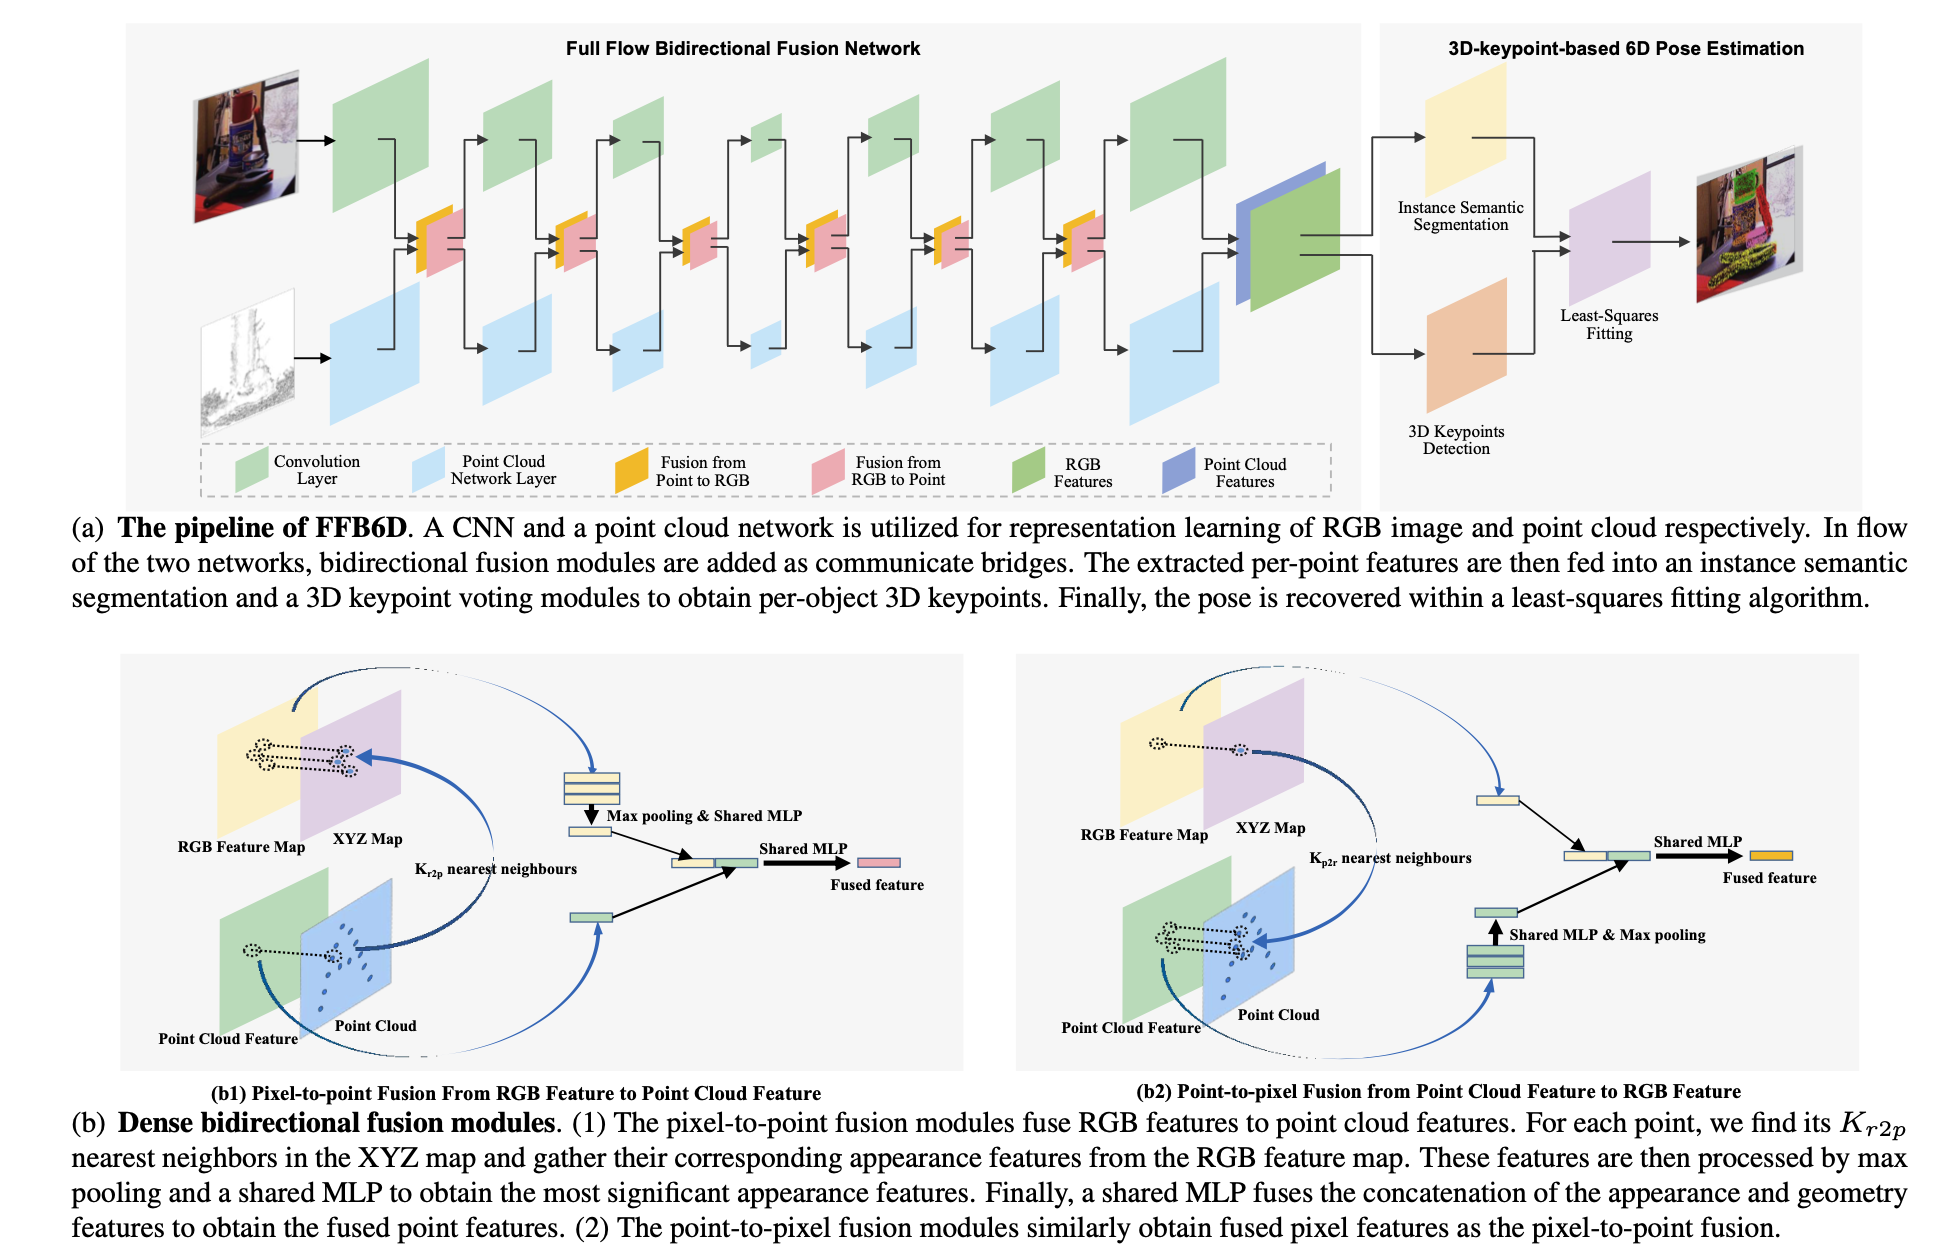 Full Flow Bidirectional Fusion Network
3D-keypoint-based 6D Pose Estimation
Instance Semantic
Segmentation
Least-Squares
Fitting
3D Keypoints
Detection
Convolution
Layer
Point Cloud
Network Layer
Fusion from
Point to RGB
Fusion from
RGB to Point
RGB
Features
Point Cloud
Features
(a) The pipeline of FFB6D. A CNN and a point cloud network is utilized for representation learning of RGB image and point cloud respectively. In flow
of the two networks, bidirectional fusion modules are added as communicate bridges. The extracted per-point features are then fed into an instance semantic
segmentation and a 3D keypoint voting modules to obtain per-object 3D keypoints. Finally, the pose is recovered within a least-squares fitting algorithm.
RGB Feature Map
XYZ Map
Max pooling & Shared MLP
K_{r2p} nearest neighbours
Shared MLP
Fused feature
Point Cloud Feature
Point Cloud
(b1) Pixel-to-point Fusion From RGB Feature to Point Cloud Feature
RGB Feature Map
XYZ Map
K_{p2r} nearest neighbours
Shared MLP
Fused feature
Shared MLP & Max pooling
Point Cloud Feature
Point Cloud
(b2) Point-to-pixel Fusion from Point Cloud Feature to RGB Feature
(b) Dense bidirectional fusion modules. (1) The pixel-to-point fusion modules fuse RGB features to point cloud features. For each point, we find its K_{r2p}
nearest neighbors in the XYZ map and gather their corresponding appearance features from the RGB feature map. These features are then processed by max
pooling and a shared MLP to obtain the most significant appearance features. Finally, a shared MLP fuses the concatenation of the appearance and geometry
features to obtain the fused point features. (2) The point-to-pixel fusion modules similarly obtain fused pixel features as the pixel-to-point fusion.